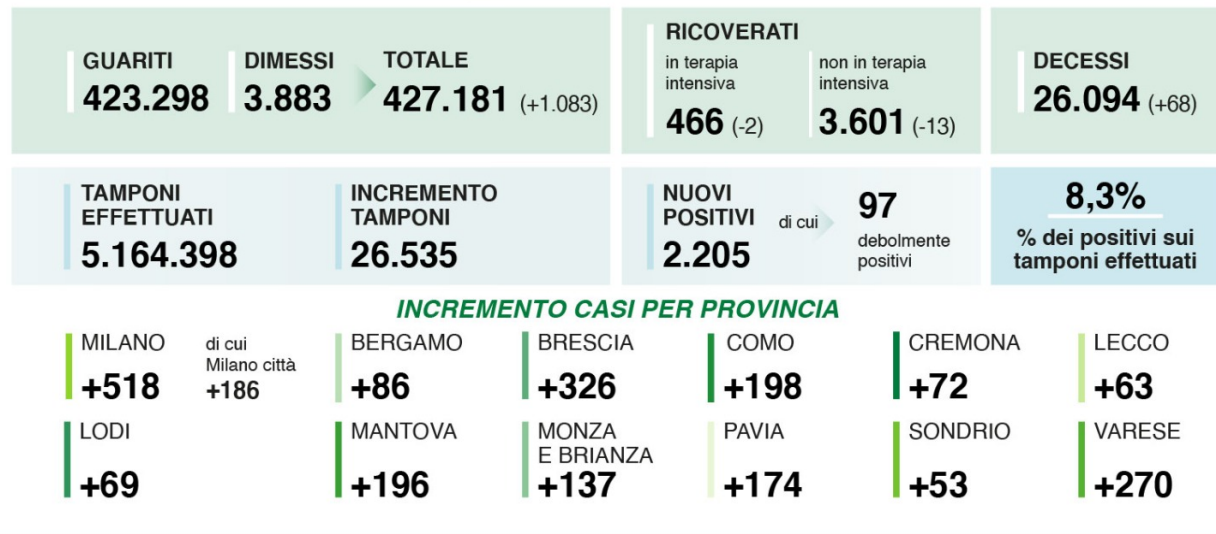 GUARITI
423.298
DIMESSI
3.883
TOTALE
427.181 (+1.083)
RICOVERATI
in terapia
intensiva
466 (-2)
non in terapia
intensiva
3.601 (-13)
DECESSI
26.094 (+68)
TAMPONI
EFFETTUATI
5.164.398
INCREMENTO
TAMPONI
26.535
NUOVI
POSITIVI
2.205
di cui
97
debolmente
positivi
8,3%
% dei positivi sui
tamponi effettuati
INCREMENTO CASI PER PROVINCIA
MILANO
+518
di cui
Milano città
+186
BERGAMO
+86
BRESCIA
+326
COMO
+198
CREMONA
+72
LECCO
+63
LODI
+69
MANTOVA
+196
MONZA
E BRIANZA
+137
PAVIA
+174
SONDRIO
+53
VARESE
+270